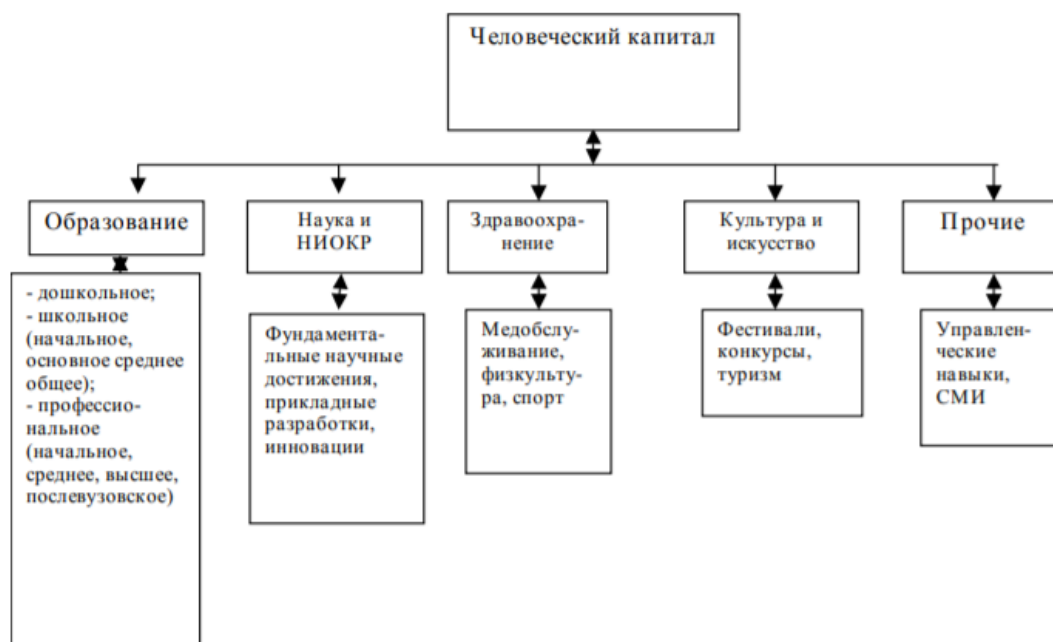 Человеческий капитал
Образование
Наука и
НИОКР
Здравоохра-
нение
Культура и
искусство
Прочие
- дошкольное;
- школьное
(начальное,
основное среднее
общее);
- профессио-
нальное
(начальное,
среднее, высшее,
послевузовское)
Фундамента-
льные научные
достижения,
прикладные
разработки,
инновации
Медобслу-
живание,
физкульту-
ра, спорт
Фестивали,
конкурсы,
туризм
Управлен-
ческие
навыки,
СМИ